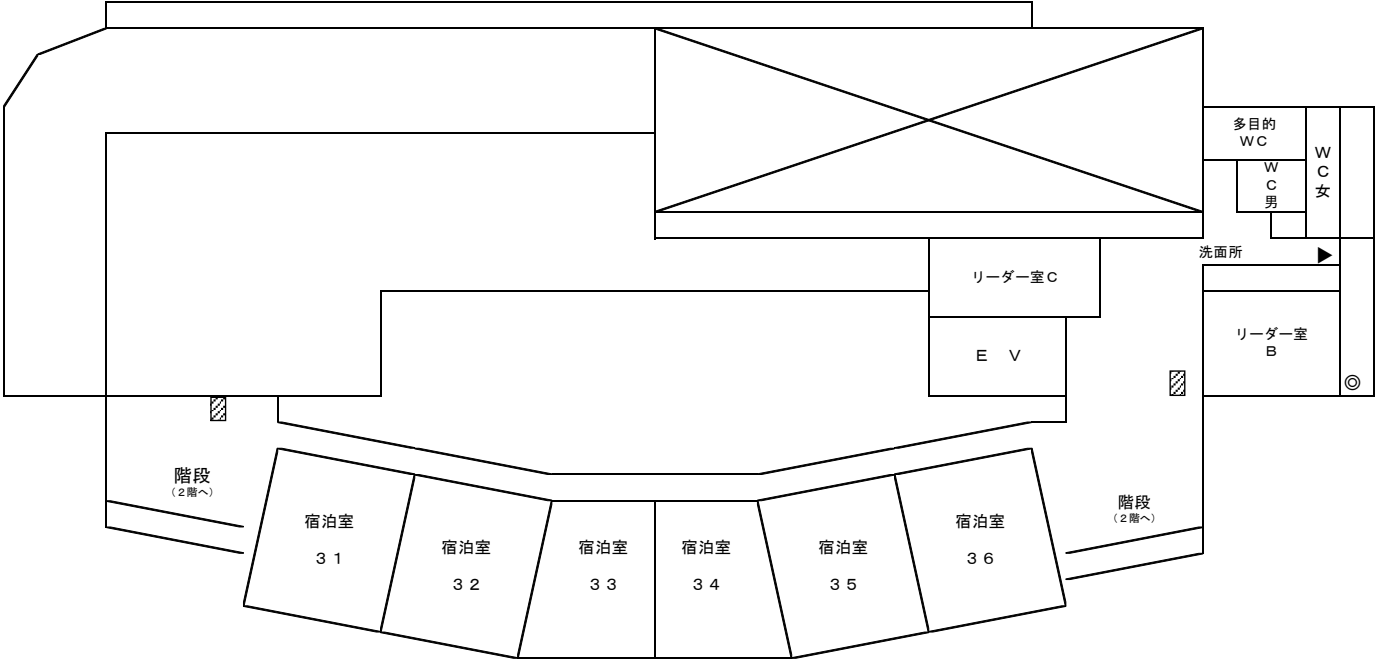 多目的
ＷＣ
Ｗ
Ｃ
男
Ｗ
Ｃ
女
洗面所
リーダー室Ｃ
Ｅ　Ｖ
リーダー室
Ｂ
階段
（２階へ）
階段
（２階へ）
宿泊室
３１
宿泊室
３２
宿泊室
３３
宿泊室
３４
宿泊室
３５
宿泊室
３６